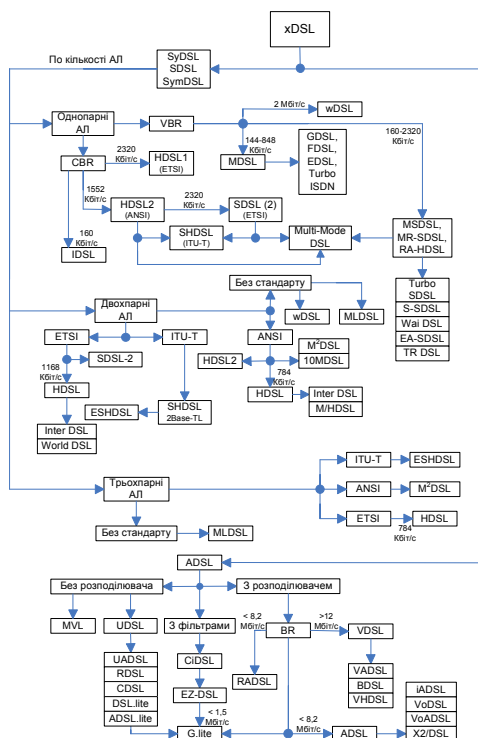 xDSL
По кількості АЛ
SyDSL
SDSL
SymDSL
Однопарні
АЛ
VBR
2 Мбіт/с
wDSL
144-848
Кбіт/с
MDSL
GDSL,
FDSL,
EDSL,
Turbo
ISDN
160-2320
Кбіт/с
CBR
2320
Кбіт/с
HDSL1
(ETSI)
1552
Кбіт/с
HDSL2
(ANSI)
2320
Кбіт/с
SDSL (2)
(ETSI)
160
Кбіт/с
IDSL
SHDSL
(ITU-T)
Multi-Mode
DSL
MSDSL,
MR-SDSL,
RA-HDSL
Turbo
SDSL
S-SDSL
Wai DSL
EA-SDSL
TR DSL
Без стандарту
wDSL
MLDSL
Двохпарні
АЛ
ETSI
ITU-T
ANSI
SDSL-2
HDSL2
M²DSL
10MDSL
1168
Кбіт/с
HDSL
784
Кбіт/с
HDSL
Inter DSL
M/HDSL
ESHDSL
SHDSL
2Base-TL
Inter DSL
World DSL
Трьохпарні
АЛ
ITU-T
ESHDSL
ANSI
M²DSL
ETSI
HDSL
784
Кбіт/с
Без стандарту
MLDSL
ADSL
Без розподілювача
З розподілювачем
MVL
UDSL
З фільтрами
< 8,2
Мбіт/с
BR
>12
Мбіт/с
VDSL
UADSL
RDSL
CDSL
DSL.lite
ADSL.lite
CiDSL
EZ-DSL
RADSL
VADSL
BDSL
VHDSL
< 1,5
Мбіт/с
G.lite
< 8,2
Мбіт/с
ADSL
iADSL
VoDSL
VoADSL
X2/DSL